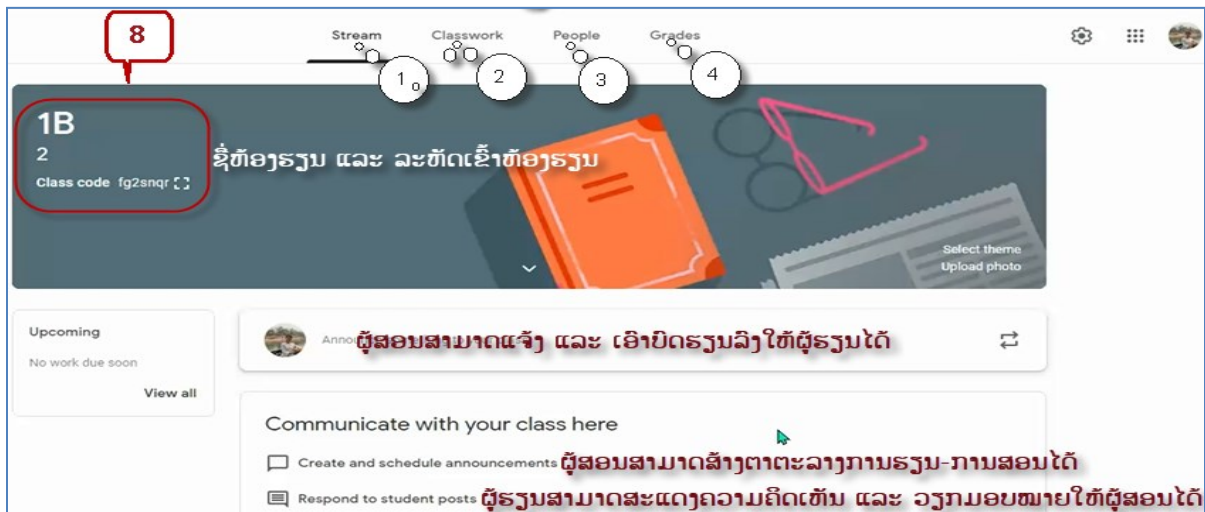 8
Stream Classwork People Grades
1 2 3 4
1B
2
ຊື່ຫ້ອງຮຽນ ແລະ ລະຫັດເຂົ້າຫ້ອງຮຽນ
Class code fg2snqr
Select theme
Upload photo
Upcoming
No work due soon
View all
ຜູ້ສອນສາມາດແຈ້ງ ແລະ ເອົາບົດຮຽນລົງໃຫ້ຜູ້ຮຽນໄດ້
Communicate with your class here
Create and schedule announcements ຜູ້ສອນສາມາດສ້າງຕາຕະລາງການຮຽນ-ການສອນໄດ້
Respond to student posts ຜູ້ຮຽນສາມາດສະແດງຄວາມຄິດເຫັນ ແລະ ວຽກມອບໝາຍໃຫ້ຜູ້ສອນໄດ້